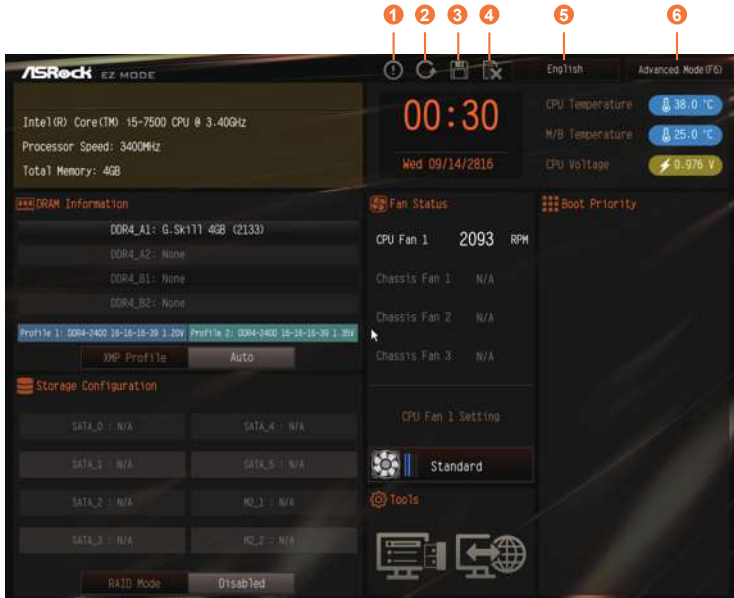 1 2 3 4 5 6
ASRock EZ MODE
English
Advanced Mode(F6)
Intel(R) Core(TM) i5-7500 CPU @ 3.40GHz
Processor Speed: 3400MHz
Total Memory: 4GB
00:30
Wed 09/14/2816
CPU Temperature 38.0 °C
M/B Temperature 25.0 °C
CPU Voltage 0.976 V
DRAM Information
DDR4_A1: G.Skill 4GB (2133)
DDR4_A2: None
DDR4_B1: None
DDR4_B2: None
Profile 1: DDR4-2400 16-16-16-39 1.20V
Profile 2: DDR4-2400 16-16-16-39 1.35V
XMP Profile Auto
Storage Configuration
SATA_0 : N/A SATA_4 : N/A
SATA_1 : N/A SATA_5 : N/A
SATA_2 : N/A M2_1 : N/A
SATA_3 : N/A M2_2 : N/A
RAID Mode Disabled
Fan Status
CPU Fan 1 2093 RPM
Chassis Fan 1 N/A
Chassis Fan 2 N/A
Chassis Fan 3 N/A
CPU Fan 1 Setting
Standard
Tools
Boot Priority